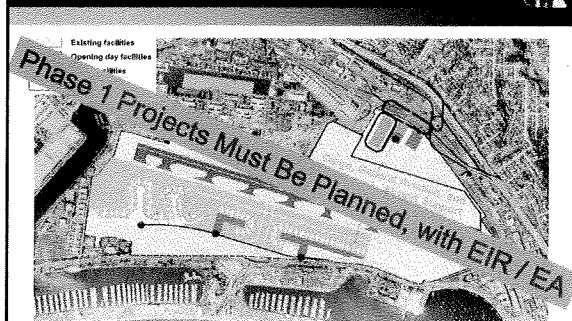 Existing facilities
Opening day facilities
Phase 1 Projects Must Be Planned, with EIR / EA